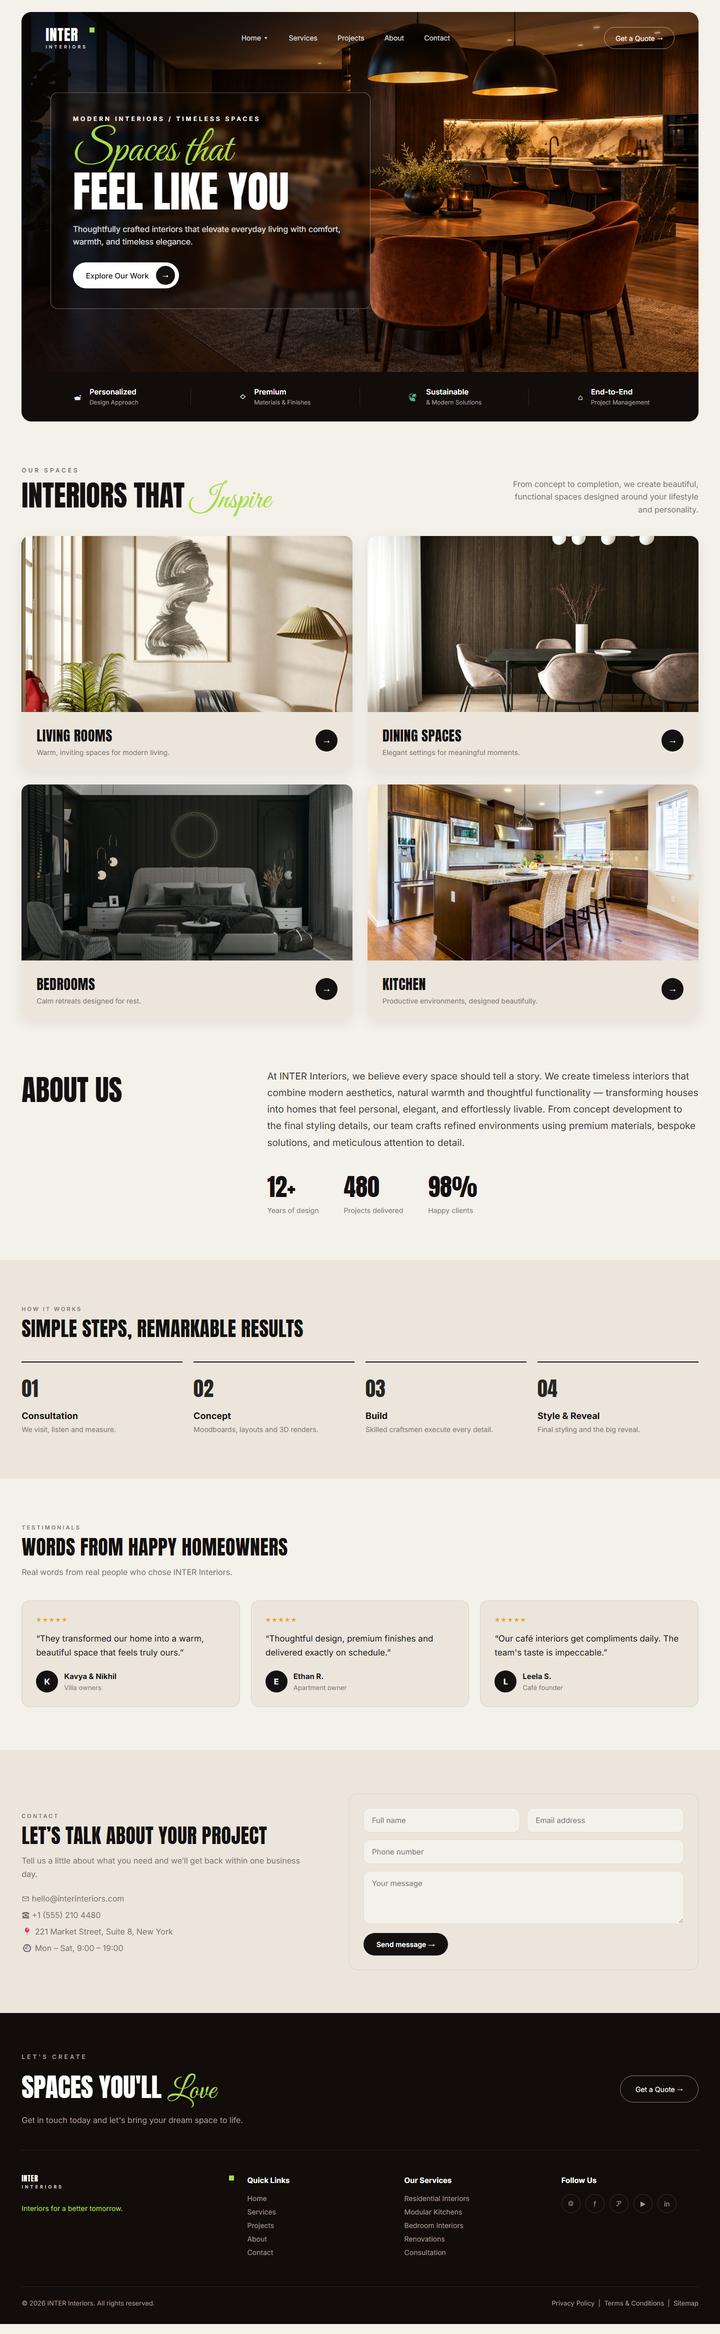 INTER
INTERIORS
Home
Services
Projects
About
Contact
Get a Quote →
MODERN INTERIORS / TIMELESS SPACES
Spaces that
FEEL LIKE YOU
Thoughtfully crafted interiors that elevate everyday living with comfort,
warmth, and timeless elegance.
Explore Our Work →
Personalized
Design Approach
Premium
Materials & Finishes
Sustainable
& Modern Solutions
End-to-End
Project Management
OUR SPACES
INTERIORS THAT Inspire
From concept to completion, we create beautiful,
functional spaces designed around your lifestyle
and personality.
LIVING ROOMS
Warm, inviting spaces for modern living.
→
DINING SPACES
Elegant settings for meaningful moments.
→
BEDROOMS
Calm retreats designed for rest.
→
KITCHEN
Productive environments, designed beautifully.
→
ABOUT US
At INTER Interiors, we believe every space should tell a story. We create timeless interiors that
combine modern aesthetics, natural warmth and thoughtful functionality — transforming houses
into homes that feel personal, elegant, and effortlessly livable. From concept development to
the final styling details, our team crafts refined environments using premium materials, bespoke
solutions, and meticulous attention to detail.
12+
Years of design
480
Projects delivered
98%
Happy clients
HOW IT WORKS
SIMPLE STEPS, REMARKABLE RESULTS
01
Consultation
We visit, listen and measure.
02
Concept
Moodboards, layouts and 3D renders.
03
Build
Skilled craftsmen execute every detail.
04
Style & Reveal
Final styling and the big reveal.
TESTIMONIALS
WORDS FROM HAPPY HOMEOWNERS
Real words from real people who chose INTER Interiors.
★★★★★
“They transformed our home into a warm,
beautiful space that feels truly ours.”
K
Kavya & Nikhil
Villa owners
★★★★★
“Thoughtful design, premium finishes and
delivered exactly on schedule.”
E
Ethan R.
Apartment owner
★★★★★
“Our café interiors get compliments daily. The
team's taste is impeccable.”
L
Leela S.
Café founder
CONTACT
LET’S TALK ABOUT YOUR PROJECT
Tell us a little about what you need and we'll get back within one business
day.
hello@interinteriors.com
+1 (555) 210 4480
221 Market Street, Suite 8, New York
Mon – Sat, 9:00 – 19:00
Full name
Email address
Phone number
Your message
Send message →
LET'S CREATE
SPACES YOU'LL Love
Get in touch today and let's bring your dream space to life.
Get a Quote →
INTER
INTERIORS
Interiors for a better tomorrow.
Quick Links
Home
Services
Projects
About
Contact
Our Services
Residential Interiors
Modular Kitchens
Bedroom Interiors
Renovations
Consultation
Follow Us
f
in
© 2026 INTER Interiors. All rights reserved.
Privacy Policy | Terms & Conditions | Sitemap